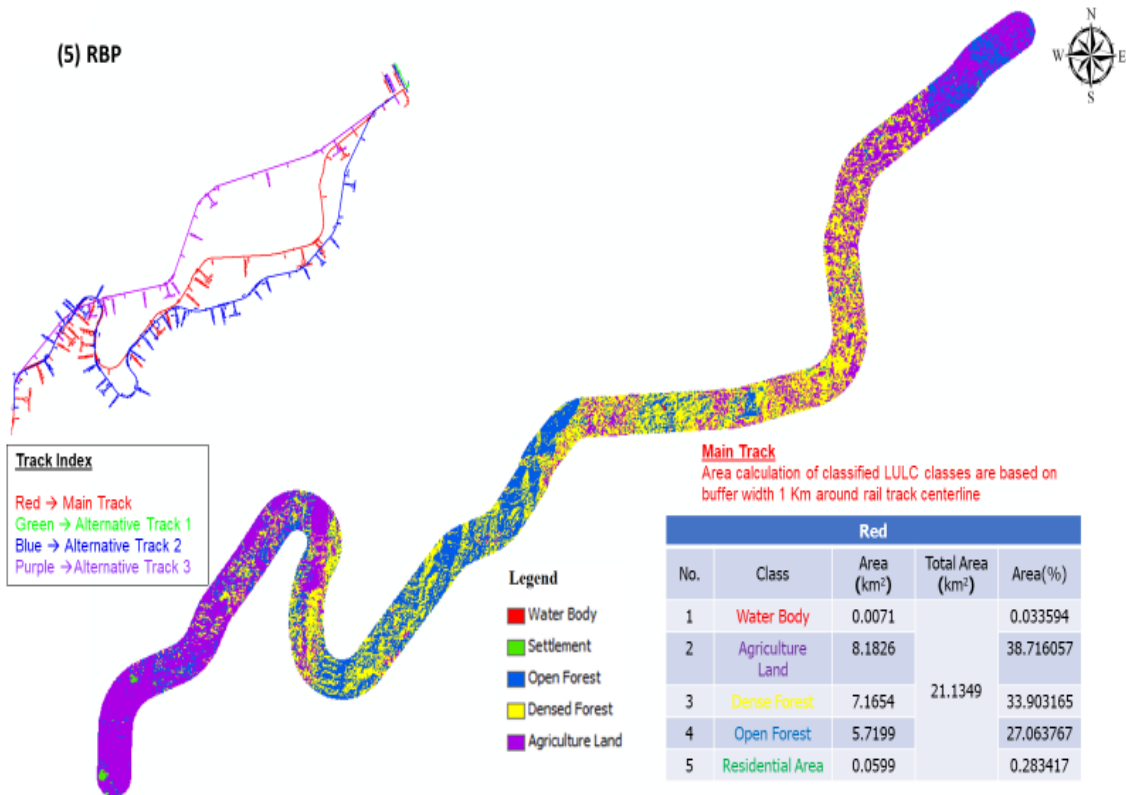 (5) RBP
N
W
E
S
Track Index
Red → Main Track
Green → Alternative Track 1
Blue → Alternative Track 2
Purple → Alternative Track 3
Legend
Water Body
Settlement
Open Forest
Densed Forest
Agriculture Land
Main Track
Area calculation of classified LULC classes are based on
buffer width 1 Km around rail track centerline
Red
No. Class Area (km²) Total Area (km²) Area(%)
1 Water Body 0.0071 0.033594
2 Agriculture Land 8.1826 38.716057
21.1349
3 Dense Forest 7.1654 33.903165
4 Open Forest 5.7199 27.063767
5 Residential Area 0.0599 0.283417